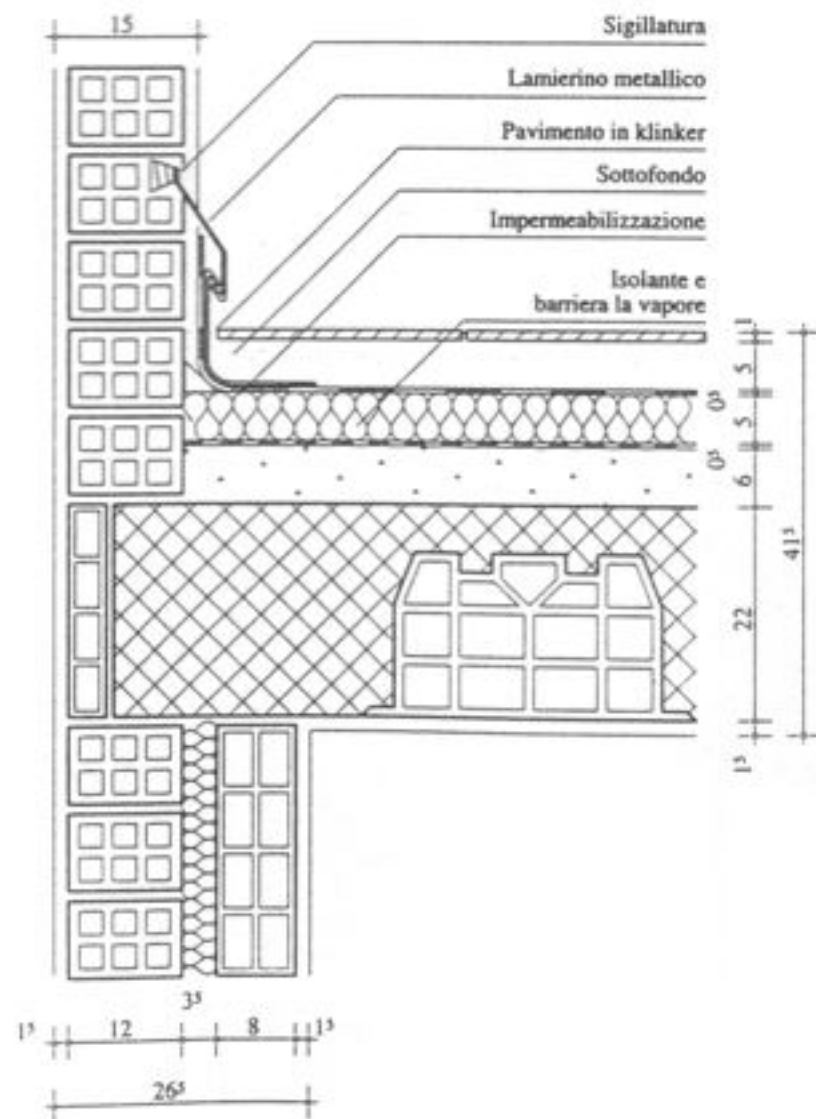 15
Sigillatura
Lamierino metallico
Pavimento in klinker
Sottofondo
Impermeabilizzazione
Isolante e
barriera la vapore
1
5
0⁵
5
0⁵
6
41⁵
22
1⁵
3⁵
1⁵ 12 8 1⁵
26⁵